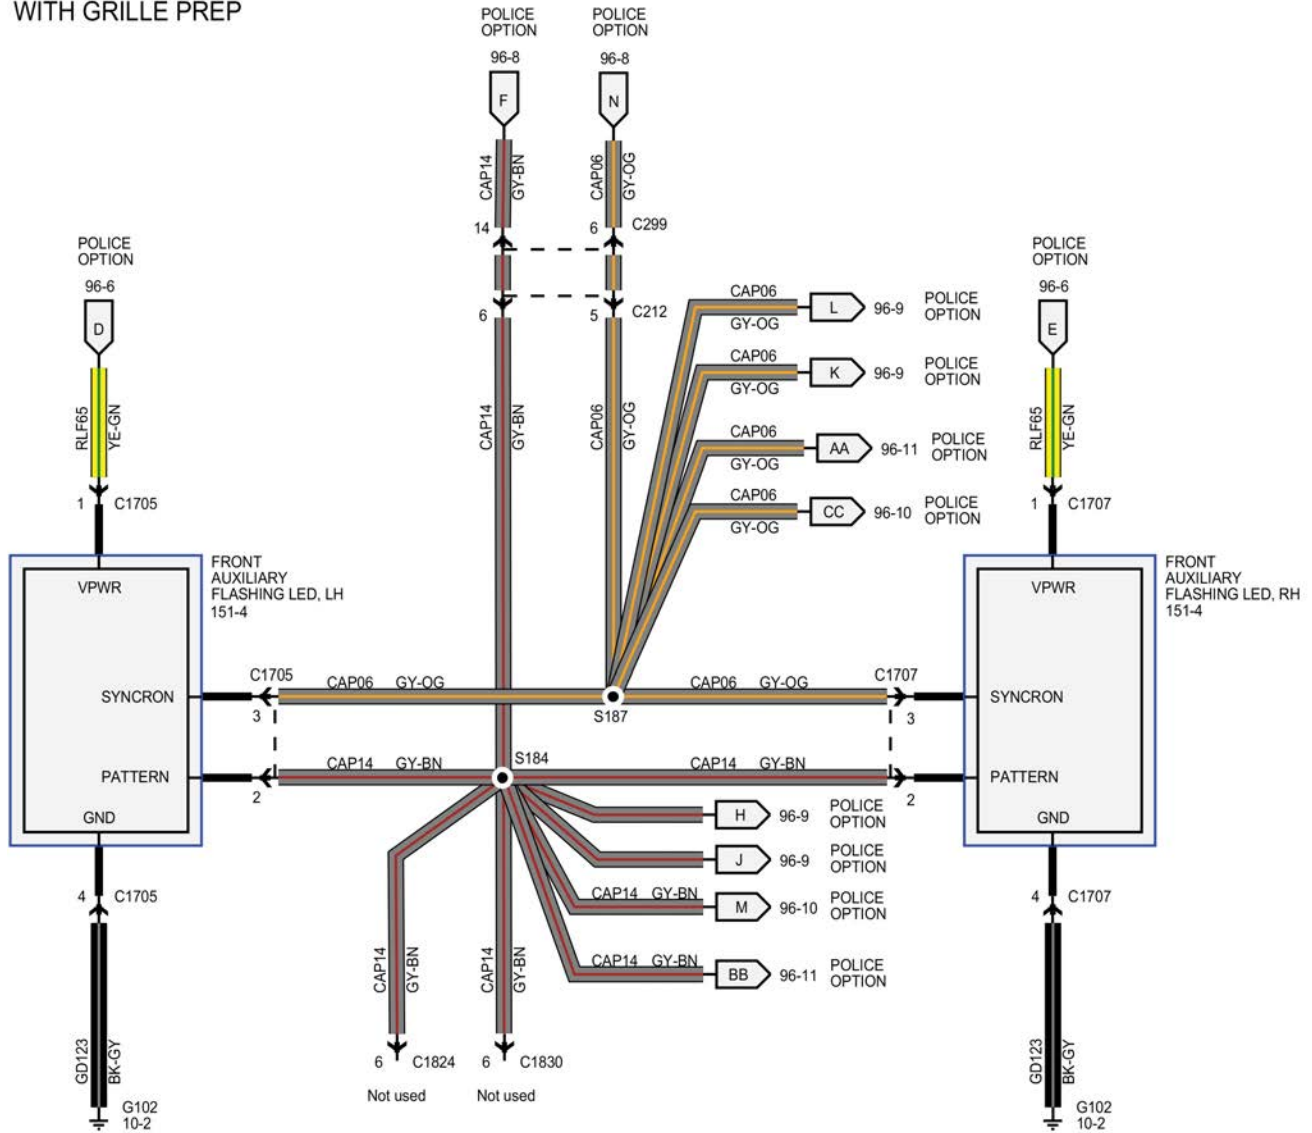 WITH GRILLE PREP
POLICE
OPTION
96-8
F
CAP14
GY-BN
14
POLICE
OPTION
96-8
N
CAP06
GY-OG
6
C299
6
5
C212
CAP14
GY-BN
CAP06
GY-OG
POLICE
OPTION
96-6
D
RLF65
YE-GN
1
C1705
CAP06
GY-OG
L
96-9
POLICE
OPTION
CAP06
GY-OG
K
96-9
POLICE
OPTION
CAP06
GY-OG
AA
96-11
POLICE
OPTION
CAP06
GY-OG
CC
96-10
POLICE
OPTION
POLICE
OPTION
96-6
E
RLF65
YE-GN
1
C1707
FRONT
AUXILIARY
FLASHING LED, LH
151-4
VPWR
SYNCRON
PATTERN
GND
FRONT
AUXILIARY
FLASHING LED, RH
151-4
VPWR
SYNCRON
PATTERN
GND
C1705
3
CAP06 GY-OG
S187
CAP06 GY-OG
C1707
3
2
CAP14 GY-BN
S184
CAP14 GY-BN
2
H
96-9
POLICE
OPTION
J
96-9
POLICE
OPTION
CAP14 GY-BN
M
96-10
POLICE
OPTION
CAP14 GY-BN
BB
96-11
POLICE
OPTION
4
C1705
GD123
BK-GY
G102
10-2
CAP14
GY-BN
6
C1824
Not used
CAP14
GY-BN
6
C1830
Not used
4
C1707
GD123
BK-GY
G102
10-2